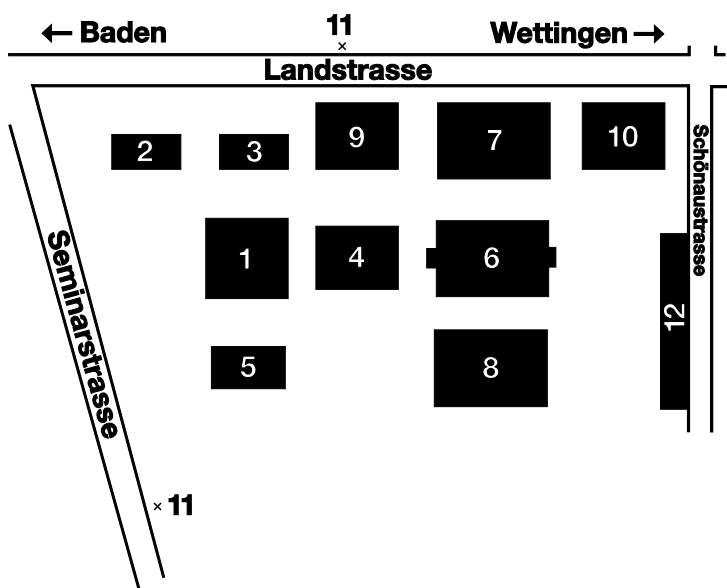 ← Baden
11
×
Wettingen →
Landstrasse
2
3
9
7
10
Schönaustrasse
1
4
6
Seminarstrasse
12
5
8
× 11